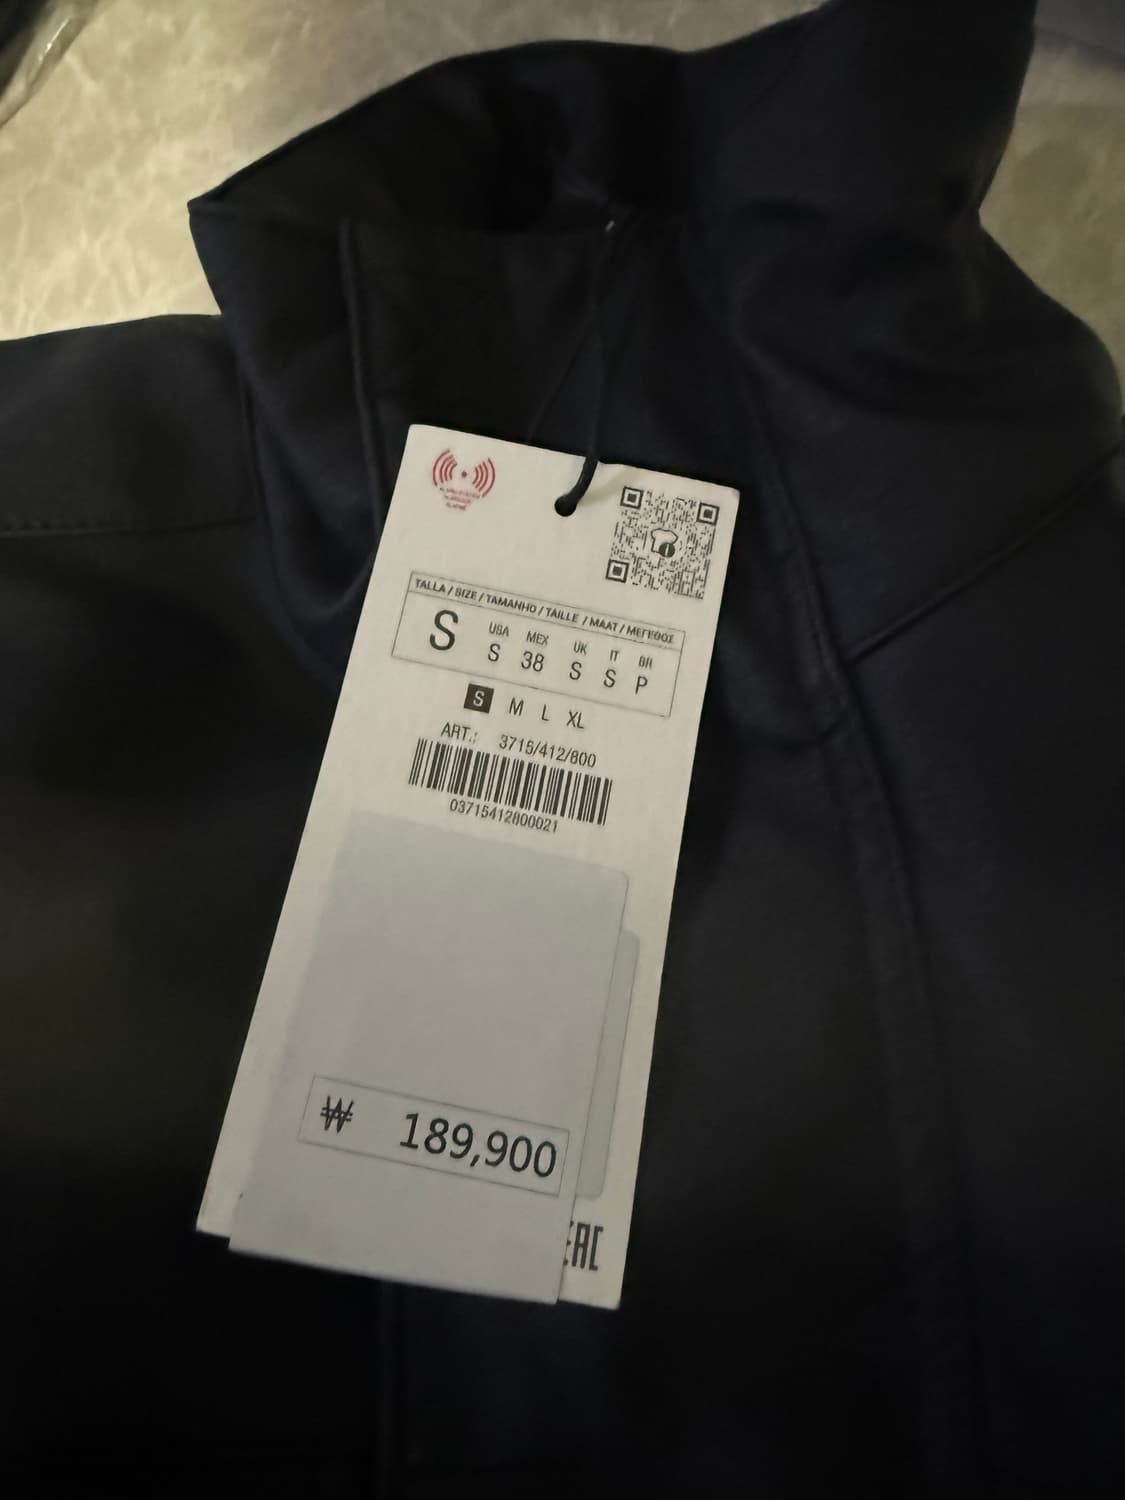 TALLA / SIZE / TAMANHO / TAILLE / MAAT / ΜΕΓΕΘΟΣ
S
USA MEX UK IT BR
S 38 S S P
S M L XL
ART.: 3715/412/800
03715412800021
₩ 189,900
EAC